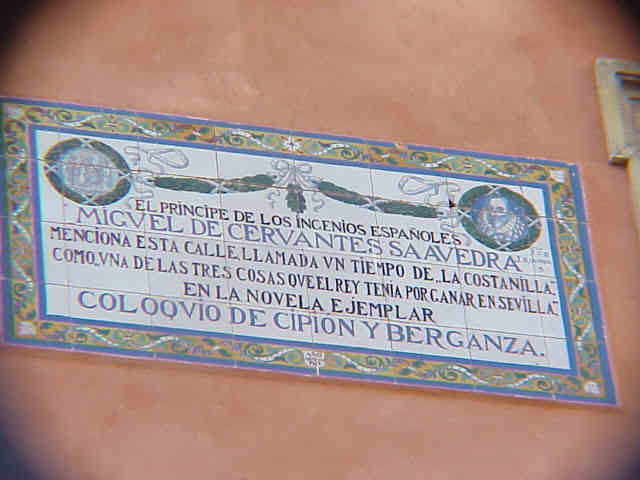 EL PRINCIPE DE LOS INGENIOS ESPAÑOLES
MIGVEL DE CERVANTES SAAVEDRA
MENCIONA ESTA CALLE, LLAMADA VN TIEMPO DE „LA COSTANILLA"
COMO„VNA DE LAS TRES COSAS QVE EL REY TENIA POR GANAR EN SEVILLA"
EN LA NOVELA EJEMPLAR
COLOQVIO DE CIPION Y BERGANZA.